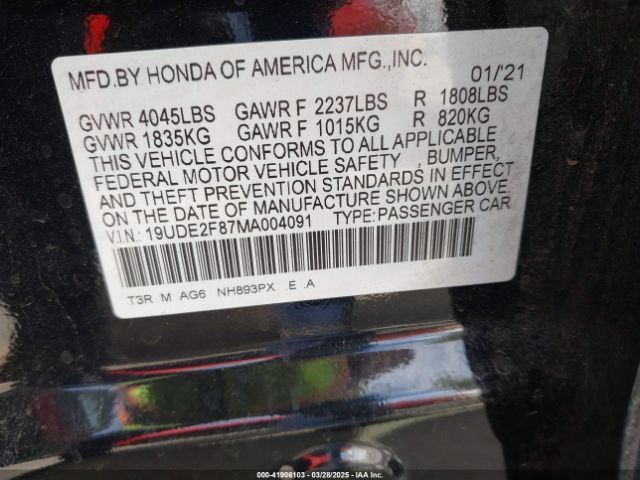 MFD.BY HONDA OF AMERICA MFG.,INC. 01/'21
GVWR 4045LBS GAWR F 2237LBS R 1808LBS
GVWR 1835KG GAWR F 1015KG R 820KG
THIS VEHICLE CONFORMS TO ALL APPLICABLE
FEDERAL MOTOR VEHICLE SAFETY , BUMPER,
AND THEFT PREVENTION STANDARDS IN EFFECT
ON THE DATE OF MANUFACTURE SHOWN ABOVE.
V.I.N.: 19UDE2F87MA004091 TYPE:PASSENGER CAR
T3R M AG6 NH893PX .E .A
000-41906103 | 03/28/2025 - IAAI.COM